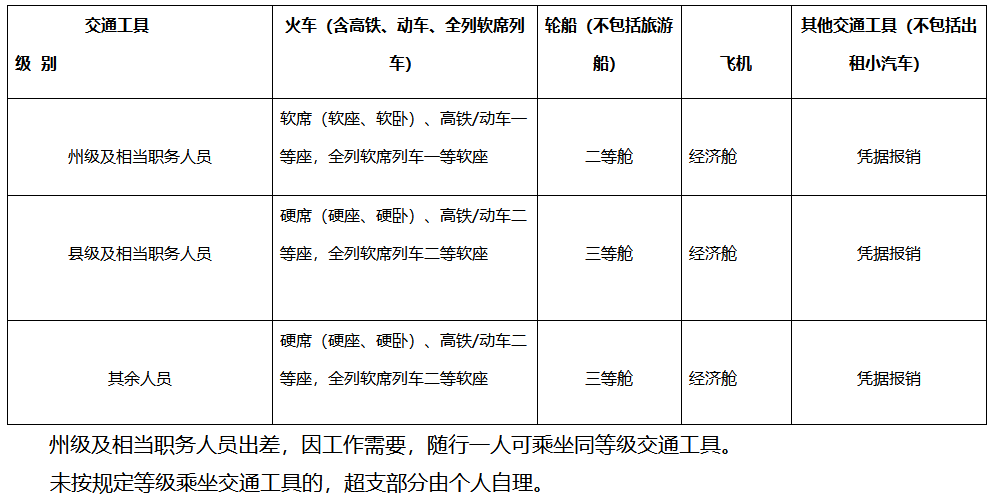 交通工具
级 别
火车（含高铁、动车、全列软席列
车）
轮船（不包括旅游
船）
飞机
其他交通工具（不包括出
租小汽车）
州级及相当职务人员
软席（软座、软卧）、高铁/动车一
等座，全列软席列车一等软座
二等舱
经济舱
凭据报销
县级及相当职务人员
硬席（硬座、硬卧）、高铁/动车二
等座，全列软席列车二等软座
三等舱
经济舱
凭据报销
其余人员
硬席（硬座、硬卧）、高铁/动车二
等座，全列软席列车二等软座
三等舱
经济舱
凭据报销
州级及相当职务人员出差，因工作需要，随行一人可乘坐同等级交通工具。
未按规定等级乘坐交通工具的，超支部分由个人自理。